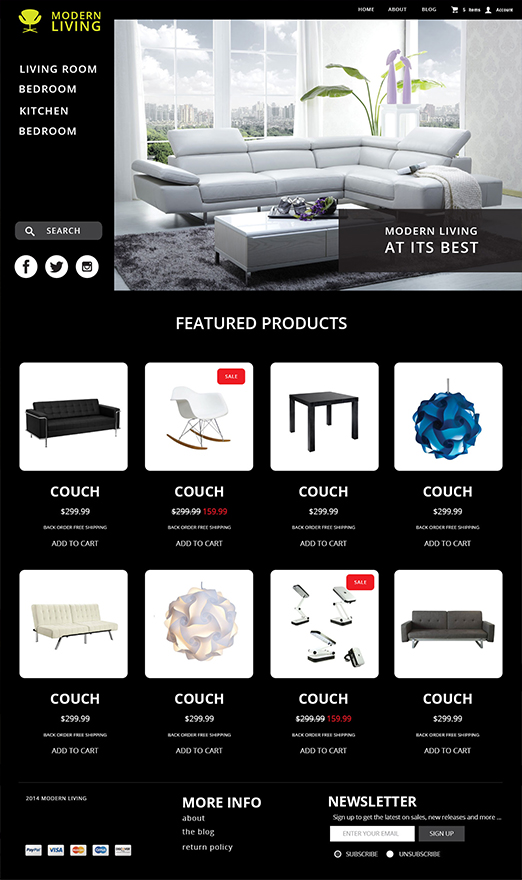 MODERN
LIVING
HOME ABOUT BLOG 5 Items Account
LIVING ROOM
BEDROOM
KITCHEN
BEDROOM
SEARCH
MODERN LIVING
AT ITS BEST
FEATURED PRODUCTS
SALE
COUCH COUCH COUCH COUCH
$299.99 $299.99 159.99 $299.99 $299.99
BACK ORDER FREE SHIPPING BACK ORDER FREE SHIPPING BACK ORDER FREE SHIPPING BACK ORDER FREE SHIPPING
ADD TO CART ADD TO CART ADD TO CART ADD TO CART
SALE
COUCH COUCH COUCH COUCH
$299.99 $299.99 $299.99 159.99 $299.99
BACK ORDER FREE SHIPPING BACK ORDER FREE SHIPPING BACK ORDER FREE SHIPPING BACK ORDER FREE SHIPPING
ADD TO CART ADD TO CART ADD TO CART ADD TO CART
2014 MODERN LIVING
PayPal VISA
MORE INFO
about
the blog
return policy
NEWSLETTER
Sign up to get the latest on sales, new releases and more ...
ENTER YOUR EMAIL SIGN UP
SUBSCRIBE UNSUBSCRIBE